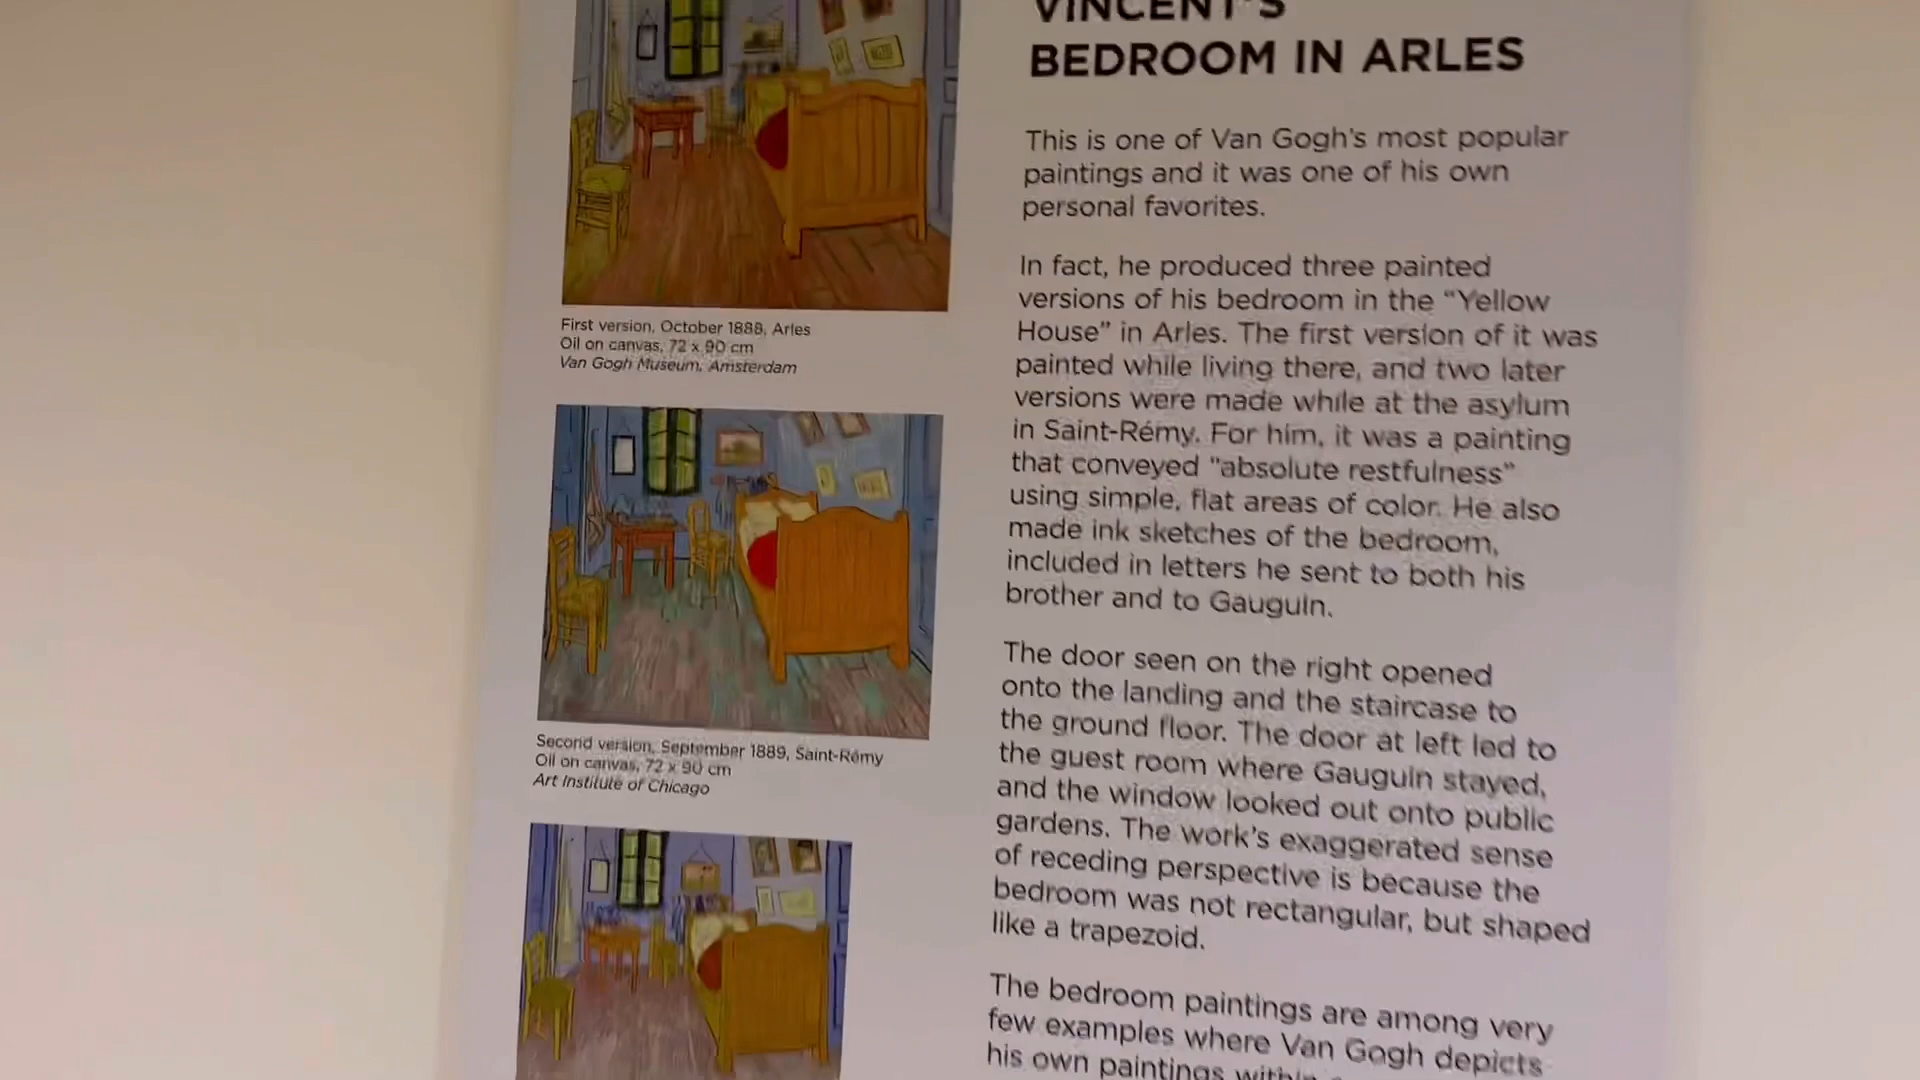 VINCENT'S
BEDROOM IN ARLES
This is one of Van Gogh's most popular
paintings and it was one of his own
personal favorites.
In fact, he produced three painted
versions of his bedroom in the “Yellow
House” in Arles. The first version of it was
painted while living there, and two later
versions were made while at the asylum
in Saint-Rémy. For him, it was a painting
that conveyed "absolute restfulness"
using simple, flat areas of color. He also
made ink sketches of the bedroom,
included in letters he sent to both his
brother and to Gauguin.
The door seen on the right opened
onto the landing and the staircase to
the ground floor. The door at left led to
the guest room where Gauguin stayed,
and the window looked out onto public
gardens. The work's exaggerated sense
of receding perspective is because the
bedroom was not rectangular, but shaped
like a trapezoid.
The bedroom paintings are among very
few examples where Van Gogh depicts
his own paintings within
First version, October 1888, Arles
Oil on canvas, 72 x 90 cm
Van Gogh Museum, Amsterdam
Second version, September 1889, Saint-Rémy
Oil on canvas, 72 x 90 cm
Art Institute of Chicago